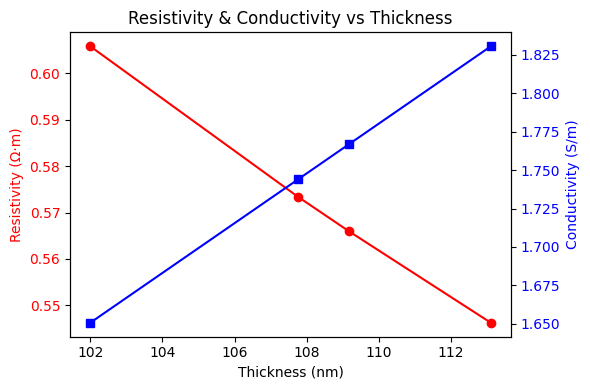 Resistivity & Conductivity vs Thickness
Resistivity (Ω·m)
0.60
0.59
0.58
0.57
0.56
0.55
1.825
1.800
1.775
1.750
1.725
1.700
1.675
1.650
Conductivity (S/m)
102 104 106 108 110 112
Thickness (nm)